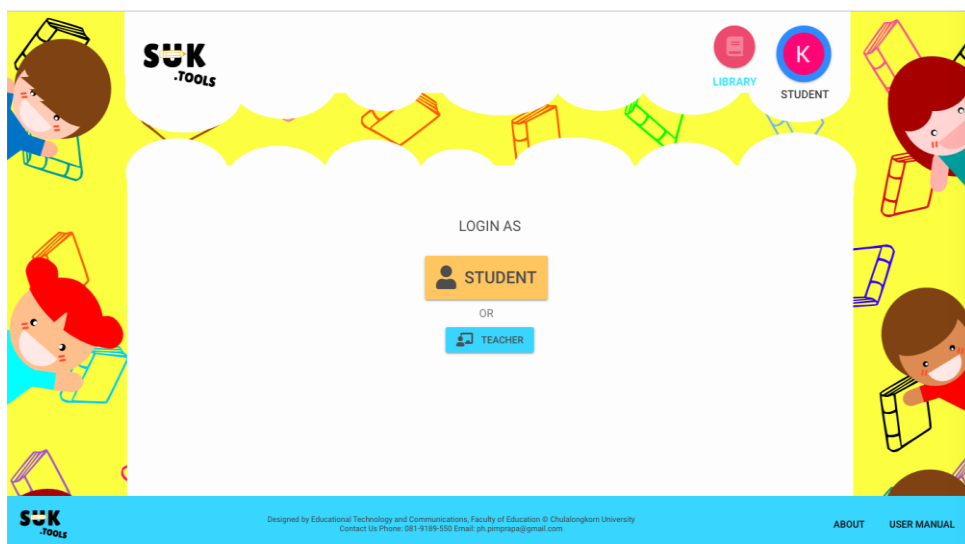 SUK
.TOOLS
LIBRARY
K
STUDENT
LOGIN AS
STUDENT
OR
TEACHER
SUK
.TOOLS
Designed by Educational Technology and Communications, Faculty of Education © Chulalongkorn University
Contact Us Phone: 081-9189-550 Email: ph.pimprapa@gmail.com
ABOUT
USER MANUAL